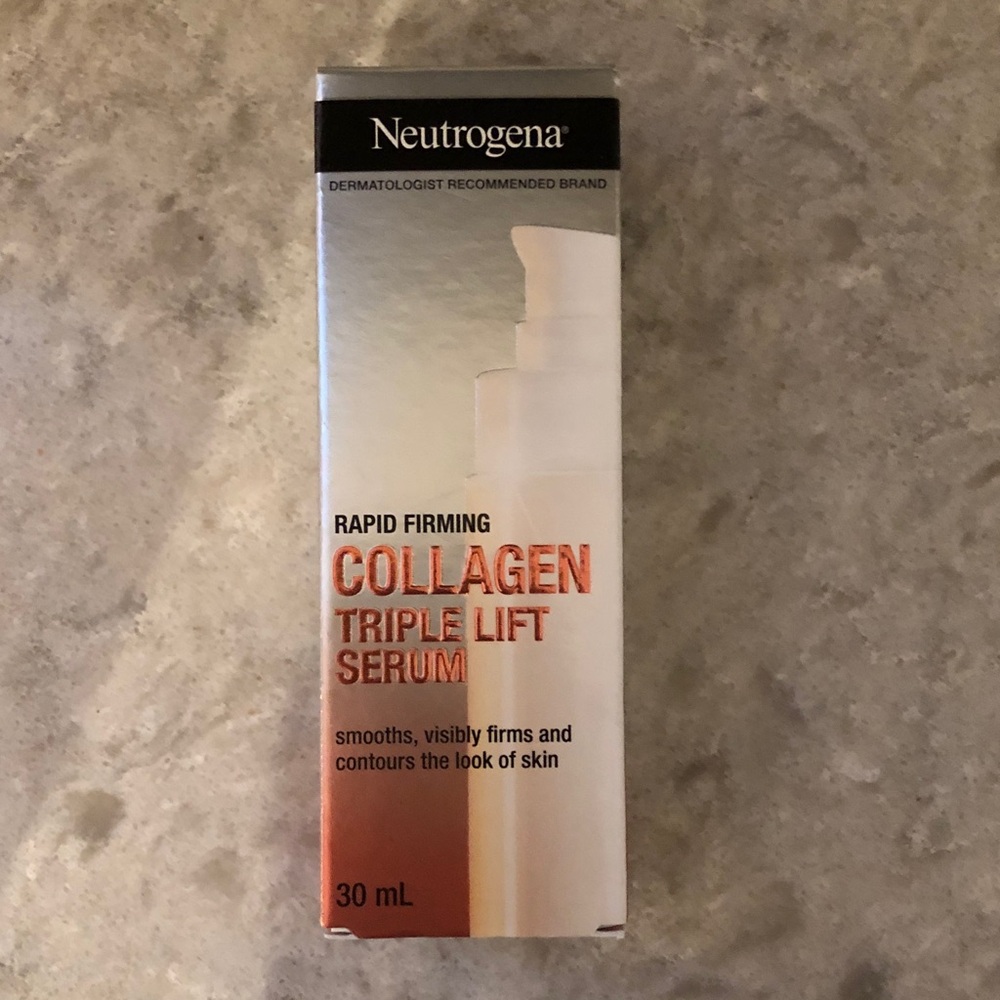 Neutrogena®
DERMATOLOGIST RECOMMENDED BRAND
RAPID FIRMING
COLLAGEN
TRIPLE LIFT
SERUM
smooths, visibly firms and
contours the look of skin
30 mL